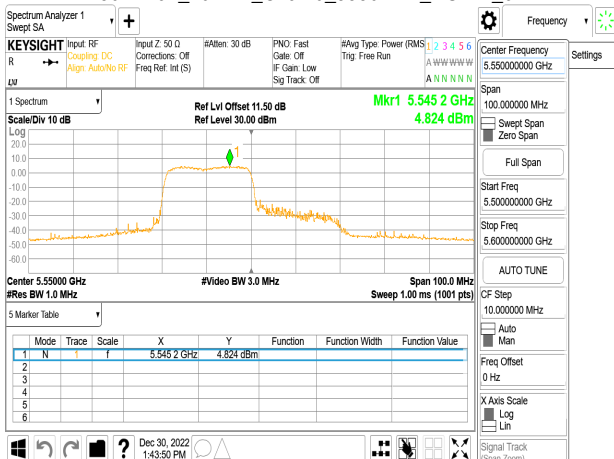 Spectrum Analyzer 1
Swept SA
Frequency
Settings
KEYSIGHT
R
LXI
Input: RF
Coupling: DC
Align: Auto/No RF
Input Z: 50 Ω
Corrections: Off
Freq Ref: Int (S)
#Atten: 30 dB
PNO: Fast
Gate: Off
IF Gain: Low
Sig Track: Off
#Avg Type: Power (RMS
Trig: Free Run
1 2 3 4 5 6
A W W W W W
A N N N N N
1 Spectrum
Scale/Div 10 dB
Ref Lvl Offset 11.50 dB
Ref Level 30.00 dBm
Mkr1 5.545 2 GHz
4.824 dBm
Log
20.0
10.0
0.00
-10.0
-20.0
-30.0
-40.0
-50.0
-60.0
1
Center 5.55000 GHz
#Res BW 1.0 MHz
#Video BW 3.0 MHz
Span 100.0 MHz
Sweep 1.00 ms (1001 pts)
5 Marker Table
Mode Trace Scale X Y Function Function Width Function Value
1 N 1 f 5.545 2 GHz 4.824 dBm
2
3
4
5
6
Dec 30, 2022
1:43:50 PM
Center Frequency
5.550000000 GHz
Span
100.000000 MHz
Swept Span
Zero Span
Full Span
Start Freq
5.500000000 GHz
Stop Freq
5.600000000 GHz
AUTO TUNE
CF Step
10.000000 MHz
Auto
Man
Freq Offset
0 Hz
X Axis Scale
Log
Lin
Signal Track